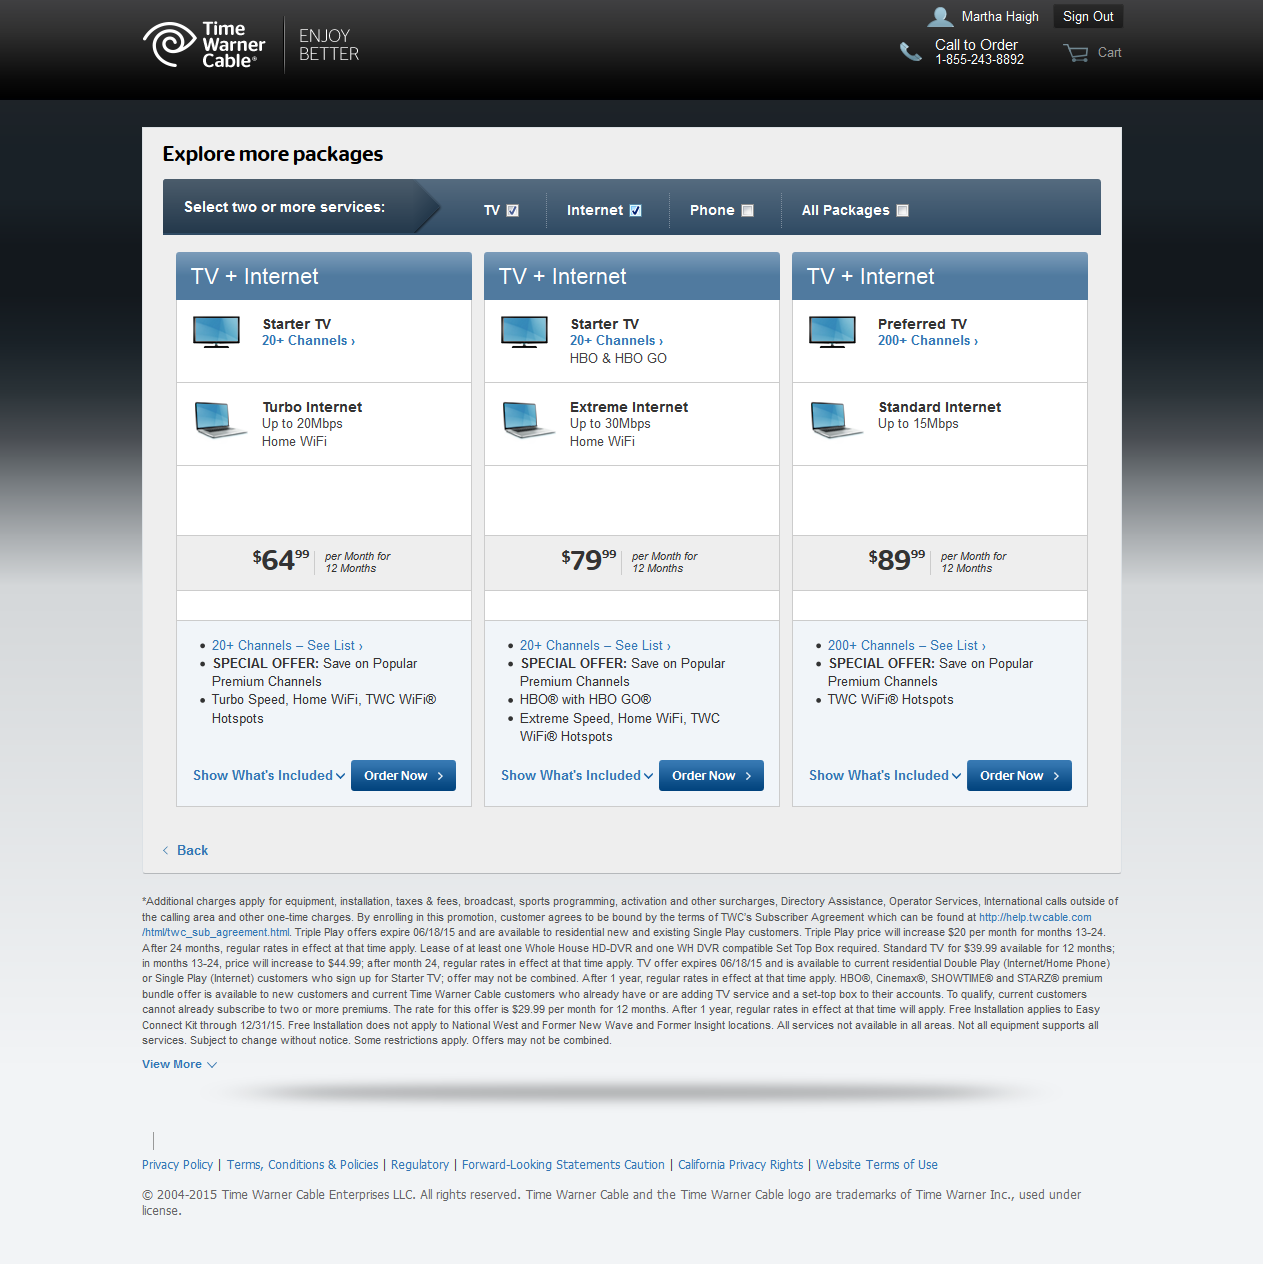 Time
Warner
Cable®
ENJOY
BETTER
Martha Haigh
Sign Out
Call to Order
1-855-243-8892
Cart
Explore more packages
Select two or more services:
TV
Internet
Phone
All Packages
TV + Internet
Starter TV
20+ Channels ›
Turbo Internet
Up to 20Mbps
Home WiFi
$64.99
per Month for
12 Months
• 20+ Channels – See List ›
• SPECIAL OFFER: Save on Popular
Premium Channels
• Turbo Speed, Home WiFi, TWC WiFi®
Hotspots
Show What's Included
Order Now
TV + Internet
Starter TV
20+ Channels ›
HBO & HBO GO
Extreme Internet
Up to 30Mbps
Home WiFi
$79.99
per Month for
12 Months
• 20+ Channels – See List ›
• SPECIAL OFFER: Save on Popular
Premium Channels
• HBO® with HBO GO®
• Extreme Speed, Home WiFi, TWC
WiFi® Hotspots
Show What's Included
Order Now
TV + Internet
Preferred TV
200+ Channels ›
Standard Internet
Up to 15Mbps
$89.99
per Month for
12 Months
• 200+ Channels – See List ›
• SPECIAL OFFER: Save on Popular
Premium Channels
• TWC WiFi® Hotspots
Show What's Included
Order Now
Back
*Additional charges apply for equipment, installation, taxes & fees, broadcast, sports programming, activation and other surcharges, Directory Assistance, Operator Services, International calls outside of
the calling area and other one-time charges. By enrolling in this promotion, customer agrees to be bound by the terms of TWC's Subscriber Agreement which can be found at http://help.twcable.com
/html/twc_sub_agreement.html. Triple Play offers expire 06/18/15 and are available to residential new and existing Single Play customers. Triple Play price will increase $20 per month for months 13-24.
After 24 months, regular rates in effect at that time apply. Lease of at least one Whole House HD-DVR and one WH DVR compatible Set Top Box required. Standard TV for $39.99 available for 12 months;
in months 13-24, price will increase to $44.99; after month 24, regular rates in effect at that time apply. TV offer expires 06/18/15 and is available to current residential Double Play (Internet/Home Phone)
or Single Play (Internet) customers who sign up for Starter TV; offer may not be combined. After 1 year, regular rates in effect at that time apply. HBO®, Cinemax®, SHOWTIME® and STARZ® premium
bundle offer is available to new customers and current Time Warner Cable customers who already have or are adding TV service and a set-top box to their accounts. To qualify, current customers
cannot already subscribe to two or more premiums. The rate for this offer is $29.99 per month for 12 months. After 1 year, regular rates in effect at that time will apply. Free Installation applies to Easy
Connect Kit through 12/31/15. Free Installation does not apply to National West and Former New Wave and Former Insight locations. All services not available in all areas. Not all equipment supports all
services. Subject to change without notice. Some restrictions apply. Offers may not be combined.
View More
|
Privacy Policy | Terms, Conditions & Policies | Regulatory | Forward-Looking Statements Caution | California Privacy Rights | Website Terms of Use
© 2004-2015 Time Warner Cable Enterprises LLC. All rights reserved. Time Warner Cable and the Time Warner Cable logo are trademarks of Time Warner Inc., used under
license.